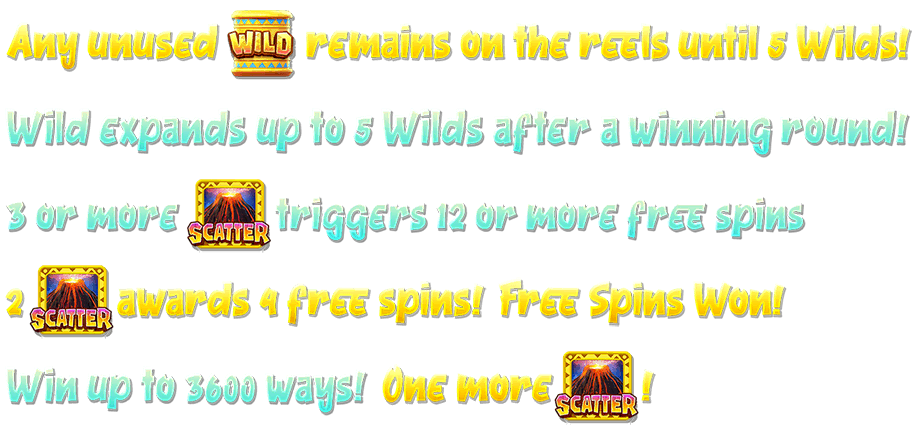 Any unused WILD remains on the reels until 5 Wilds!
Wild expands up to 5 Wilds after a winning round!
3 or more SCATTER triggers 12 or more free spins
2 SCATTER awards 4 free spins! Free Spins Won!
Win up to 3600 ways! One more SCATTER!